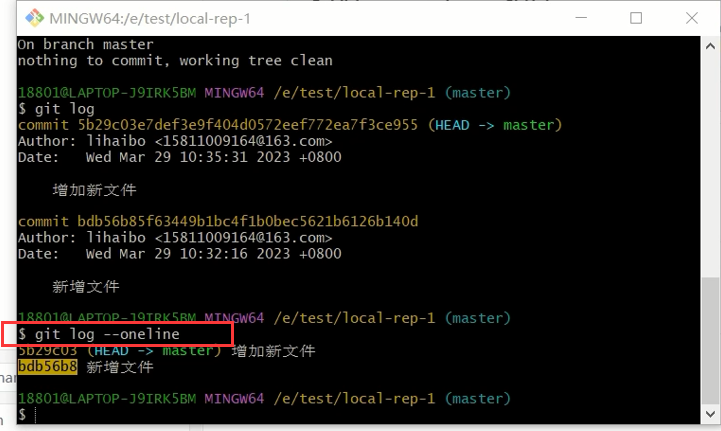 MINGW64:/e/test/local-rep-1
On branch master
nothing to commit, working tree clean
18801@LAPTOP-J9IRK5BM MINGW64 /e/test/local-rep-1 (master)
$ git log
commit 5b29c03e7def3e9f404d0572eef772ea7f3ce955 (HEAD -> master)
Author: lihaibo <15811009164@163.com>
Date:   Wed Mar 29 10:35:31 2023 +0800
增加新文件
commit bdb56b85f63449b1bc4f1b0bec5621b6126b140d
Author: lihaibo <15811009164@163.com>
Date:   Wed Mar 29 10:32:16 2023 +0800
新增文件
18801@LAPTOP-J9IRK5BM MINGW64 /e/test/local-rep-1 (master)
$ git log --oneline
5b29c03 (HEAD -> master) 增加新文件
bdb56b8 新增文件
18801@LAPTOP-J9IRK5BM MINGW64 /e/test/local-rep-1 (master)
$